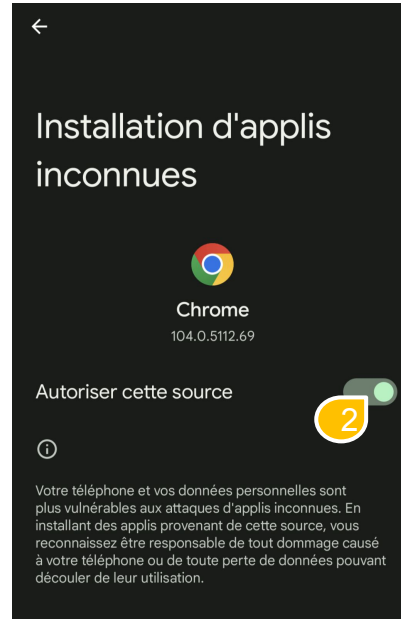 Installation d'applis
inconnues
Chrome
104.0.5112.69
Autoriser cette source
2
Votre téléphone et vos données personnelles sont
plus vulnérables aux attaques d'applis inconnues. En
installant des applis provenant de cette source, vous
reconnaissez être responsable de tout dommage causé
à votre téléphone ou de toute perte de données pouvant
découler de leur utilisation.